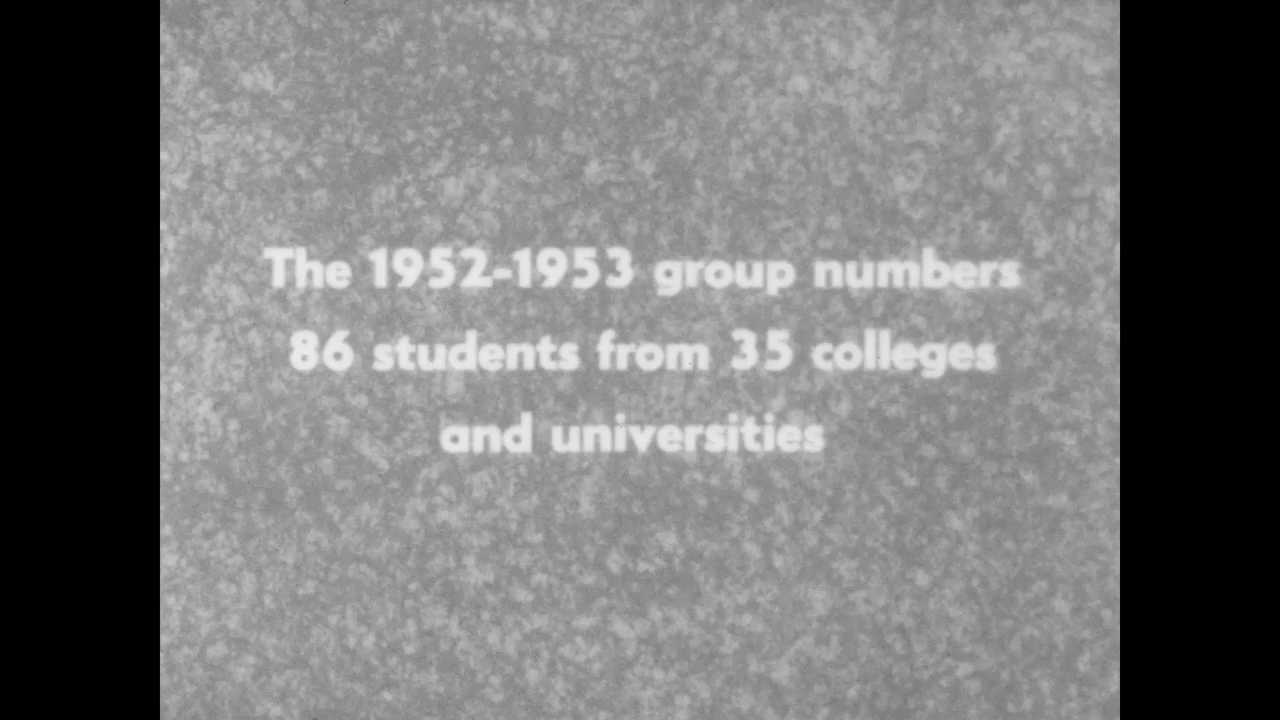 The 1952-1953 group numbers
86 students from 35 colleges
and universities